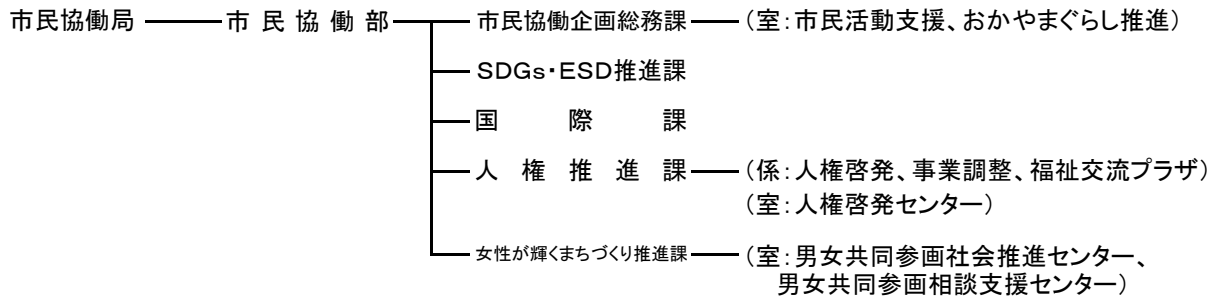 市民協働局 市民協働部 市民協働企画総務課 (室:市民活動支援、おかやまぐらし推進)
SDGs・ESD推進課
国際課
人権推進課 (係:人権啓発、事業調整、福祉交流プラザ)
(室:人権啓発センター)
女性が輝くまちづくり推進課 (室:男女共同参画社会推進センター、
男女共同参画相談支援センター)